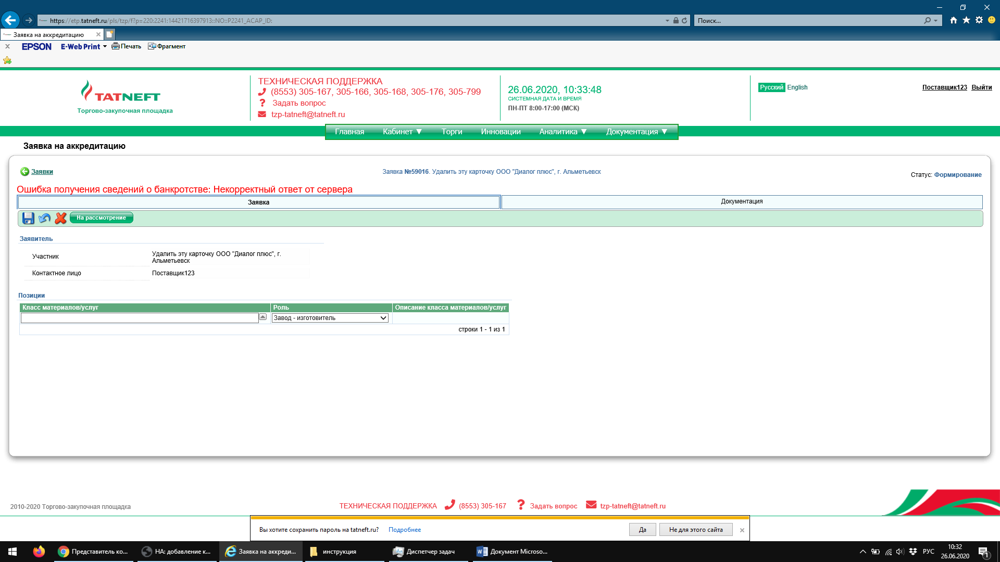 https://etp.tatneft.ru/pls/tzp/f?p=220:2241:14421716397913::NO::P2241_ACAP_ID:
Поиск...
Заявка на аккредитацию
EPSON E-Web Print Печать Фрагмент
TATNEFT
Торгово-закупочная площадка
ТЕХНИЧЕСКАЯ ПОДДЕРЖКА
(8553) 305-167, 305-166, 305-168, 305-176, 305-799
? Задать вопрос
tzp-tatneft@tatneft.ru
26.06.2020, 10:33:48
СИСТЕМНАЯ ДАТА И ВРЕМЯ
ПН-ПТ 8:00-17:00 (МСК)
Русский English
Поставщик123 Выйти
Главная Кабинет ▼ Торги Инновации Аналитика ▼ Документация ▼
Заявка на аккредитацию
Заявки
Заявка №59016. Удалить эту карточку ООО "Диалог плюс", г. Альметьевск
Статус: Формирование
Ошибка получения сведений о банкротстве: Некорректный ответ от сервера
Заявка Документация
На рассмотрение
Заявитель
Участник Удалить эту карточку ООО "Диалог плюс", г.
Альметьевск
Контактное лицо Поставщик123
Позиции
Класс материалов/услуг Роль Описание класса материалов/услуг
Завод - изготовитель
строки 1 - 1 из 1
2010-2020 Торгово-закупочная площадка
ТЕХНИЧЕСКАЯ ПОДДЕРЖКА (8553) 305-167 ? Задать вопрос tzp-tatneft@tatneft.ru
Вы хотите сохранить пароль на tatneft.ru? Подробнее Да Не для этого сайта
Представитель ко... НА: добавление к... Заявка на аккреди... инструкция Диспетчер задач Документ Microso... РУС
10:32
26.06.2020
1